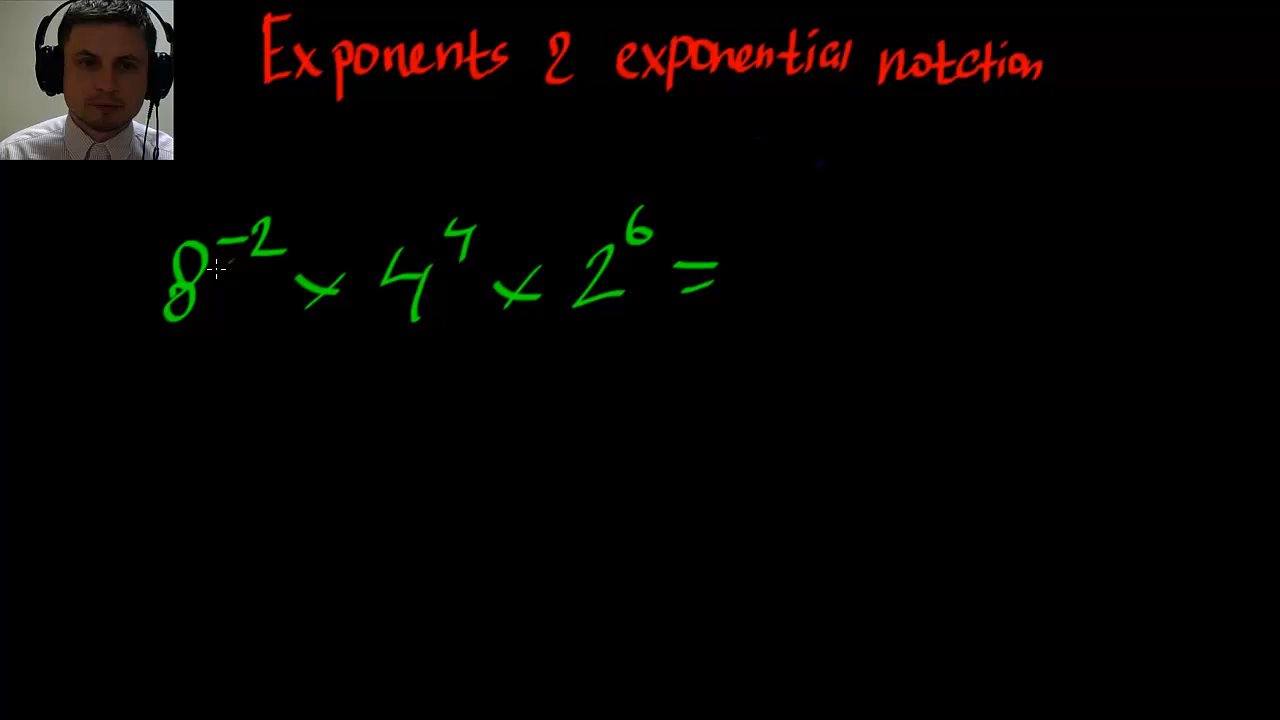 Exponents 2 exponential notation
8⁻² × 4⁴ × 2⁶ =